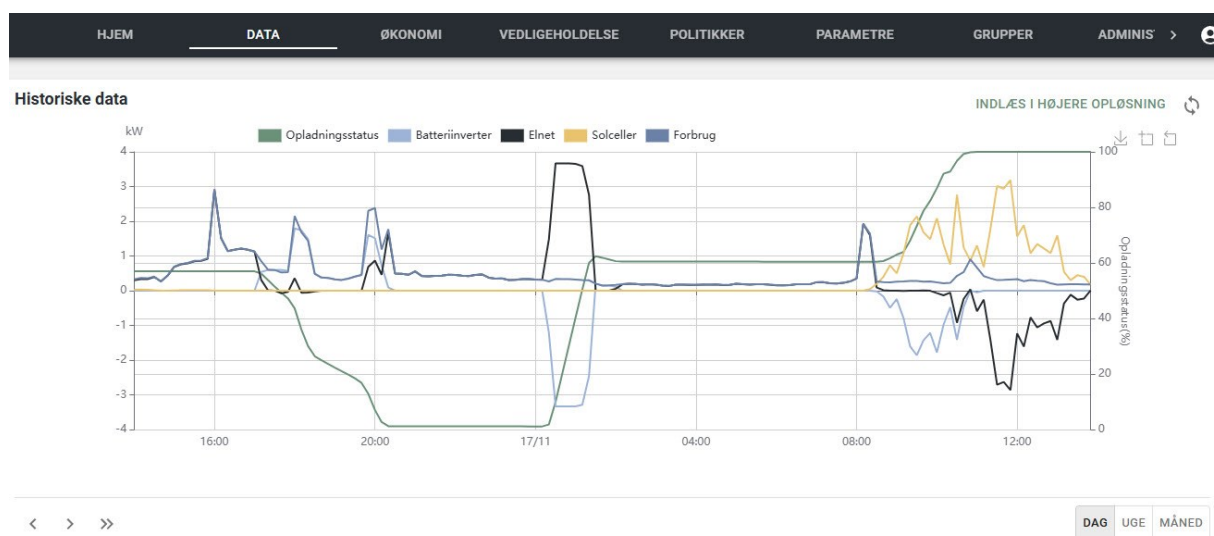 HJEM DATA ØKONOMI VEDLIGEHOLDELSE POLITIKKER PARAMETRE GRUPPER ADMINIS
Historiske data
INDLÆS I HØJERE OPLØSNING
kW
Opladningsstatus Batteriinverter Elnet Solceller Forbrug
4 100
3
80
2
1
60
0
40
-1
-2
20
-3
-4 0
Opladningsstatus(%)
16:00 20:00 17/11 04:00 08:00 12:00
DAG UGE MÅNED